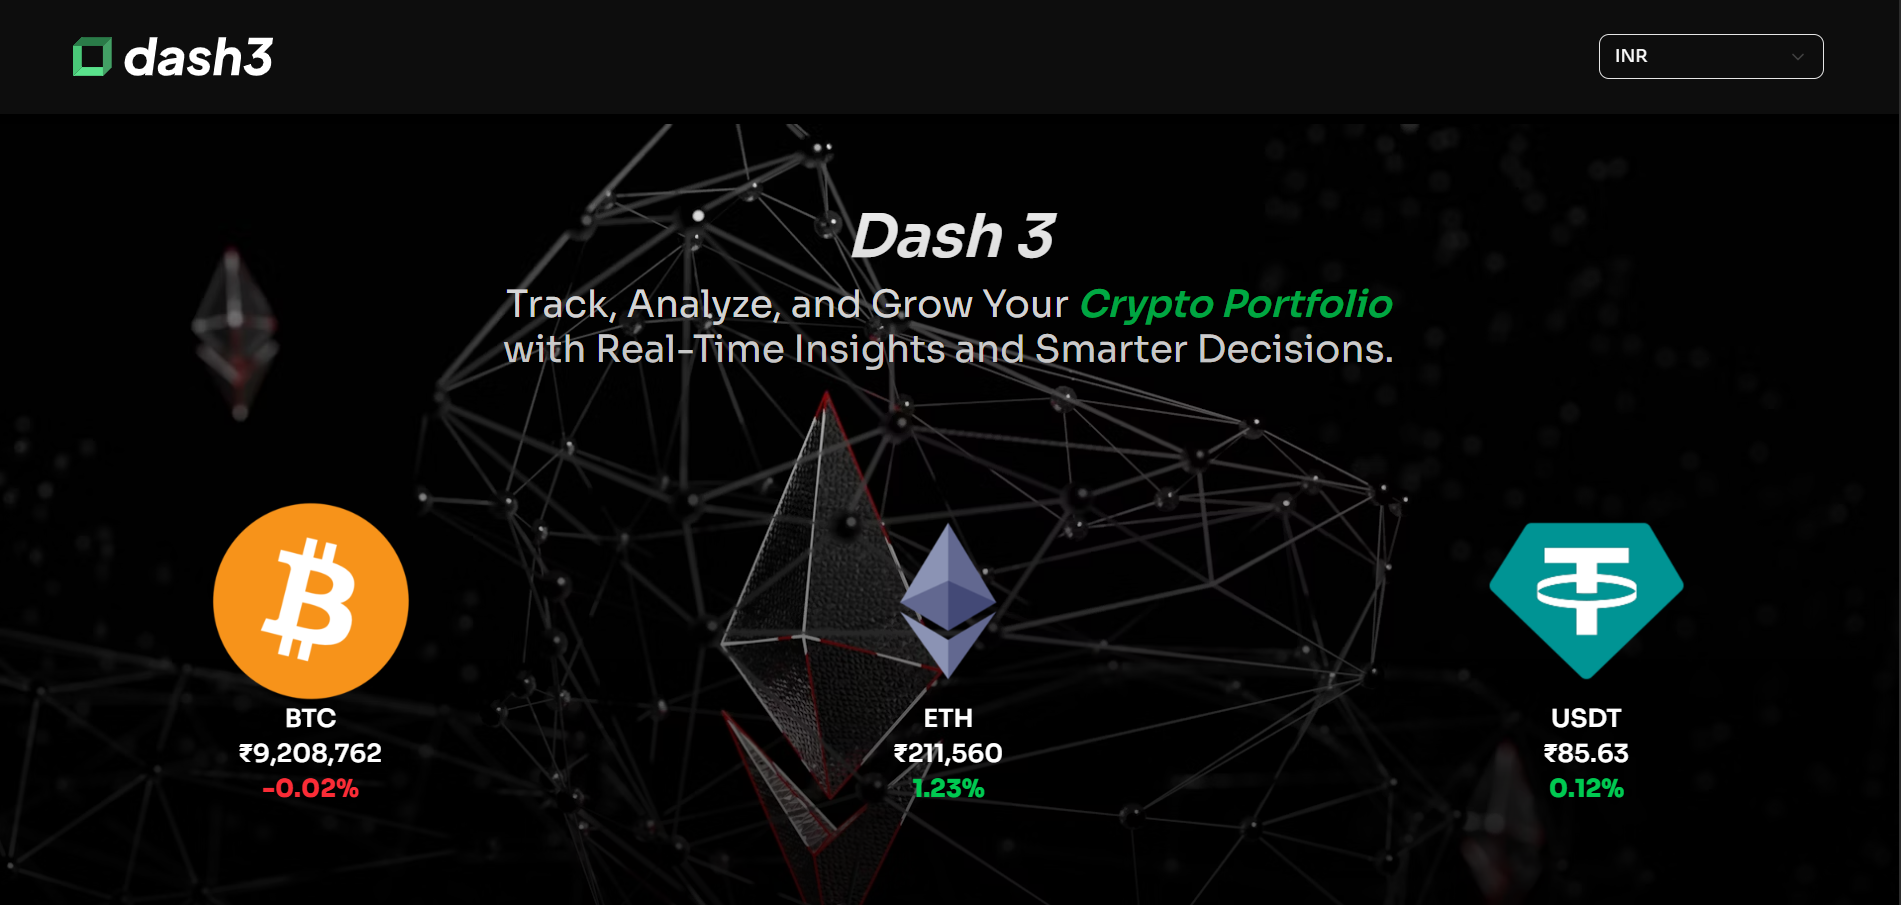 dash3
INR
Dash 3
Track, Analyze, and Grow Your Crypto Portfolio
with Real-Time Insights and Smarter Decisions.
BTC
₹9,208,762
-0.02%
ETH
₹211,560
1.23%
USDT
₹85.63
0.12%